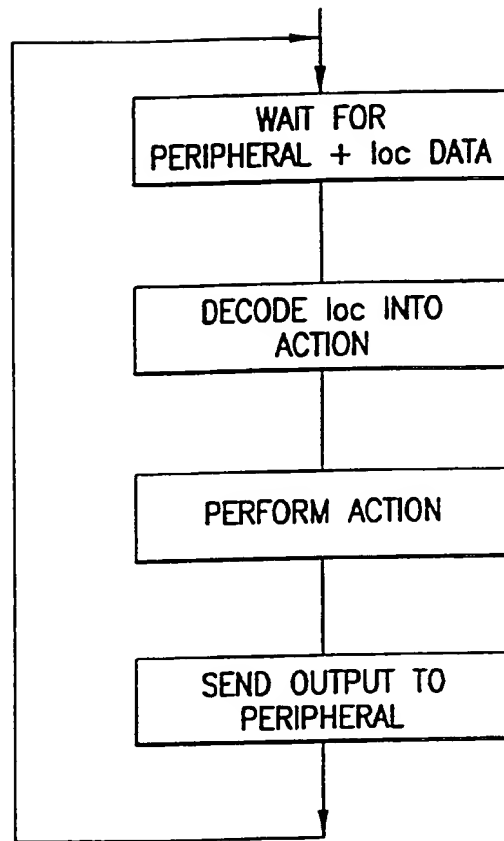 WAIT FOR
PERIPHERAL + loc DATA
DECODE loc INTO
ACTION
PERFORM ACTION
SEND OUTPUT TO
PERIPHERAL